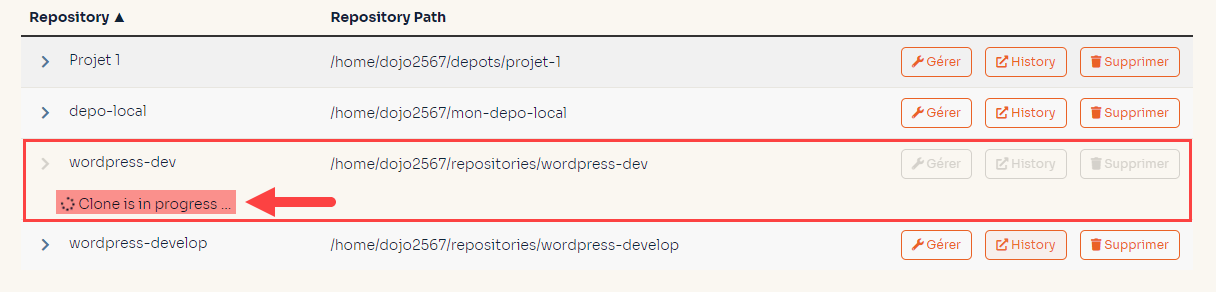 Repository ▲ Repository Path
Projet 1 /home/dojo2567/depots/projet-1 Gérer History Supprimer
depo-local /home/dojo2567/mon-depo-local Gérer History Supprimer
wordpress-dev /home/dojo2567/repositories/wordpress-dev Gérer History Supprimer
Clone is in progress ...
wordpress-develop /home/dojo2567/repositories/wordpress-develop Gérer History Supprimer